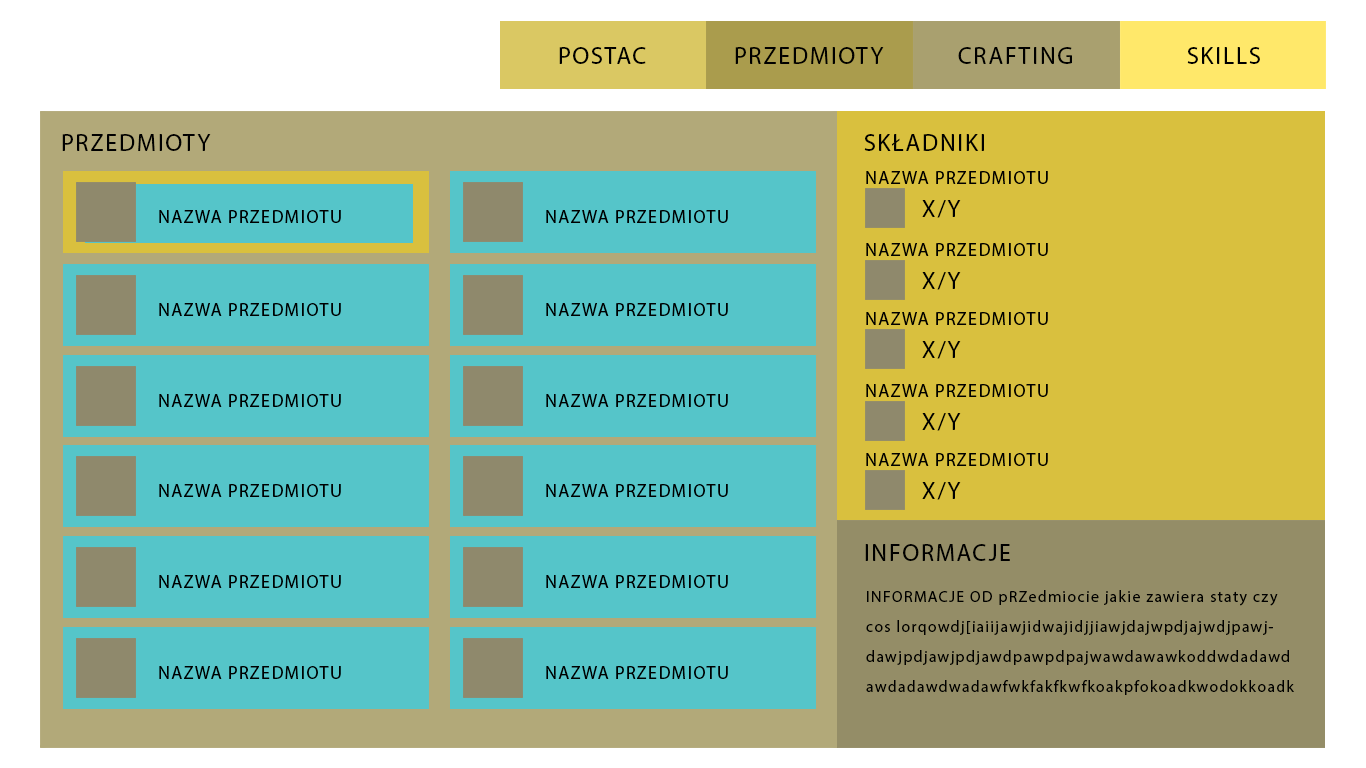 POSTAC
PRZEDMIOTY
CRAFTING
SKILLS
PRZEDMIOTY
NAZWA PRZEDMIOTU
NAZWA PRZEDMIOTU
NAZWA PRZEDMIOTU
NAZWA PRZEDMIOTU
NAZWA PRZEDMIOTU
NAZWA PRZEDMIOTU
NAZWA PRZEDMIOTU
NAZWA PRZEDMIOTU
NAZWA PRZEDMIOTU
NAZWA PRZEDMIOTU
NAZWA PRZEDMIOTU
NAZWA PRZEDMIOTU
SKŁADNIKI
NAZWA PRZEDMIOTU
X/Y
NAZWA PRZEDMIOTU
X/Y
NAZWA PRZEDMIOTU
X/Y
NAZWA PRZEDMIOTU
X/Y
NAZWA PRZEDMIOTU
X/Y
INFORMACJE
INFORMACJE OD pRZedmiocie jakie zawiera staty czy
cos lorqowdj[iaiijawjidwajidjjiawjdajwpdjajwdjpawj-
dawjpdjawjpdjawdpawpdpajwawdawawkoddwdadawd
awdadawdwadawfwkfakfkwfkoakpfokoadkwodokkoadk